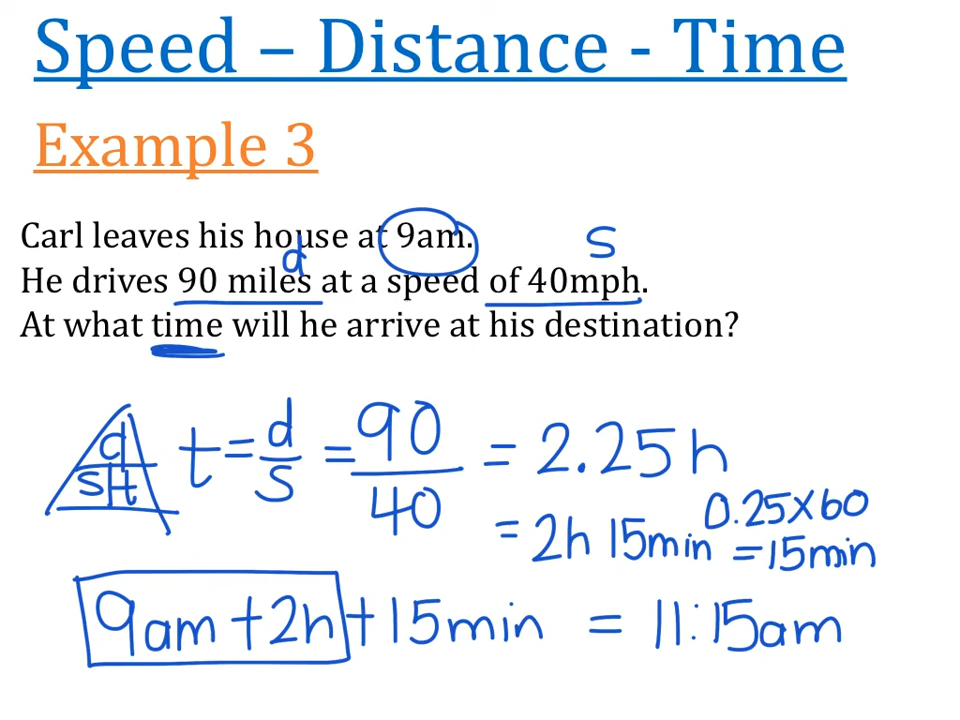 Speed – Distance - Time
Example 3
Carl leaves his house at 9am.
d s
He drives 90 miles at a speed of 40mph.
At what time will he arrive at his destination?
d
s t
t = d/s = 90/40 = 2.25h
0.25×60
= 2h 15min = 15min
9am + 2h + 15min = 11:15am